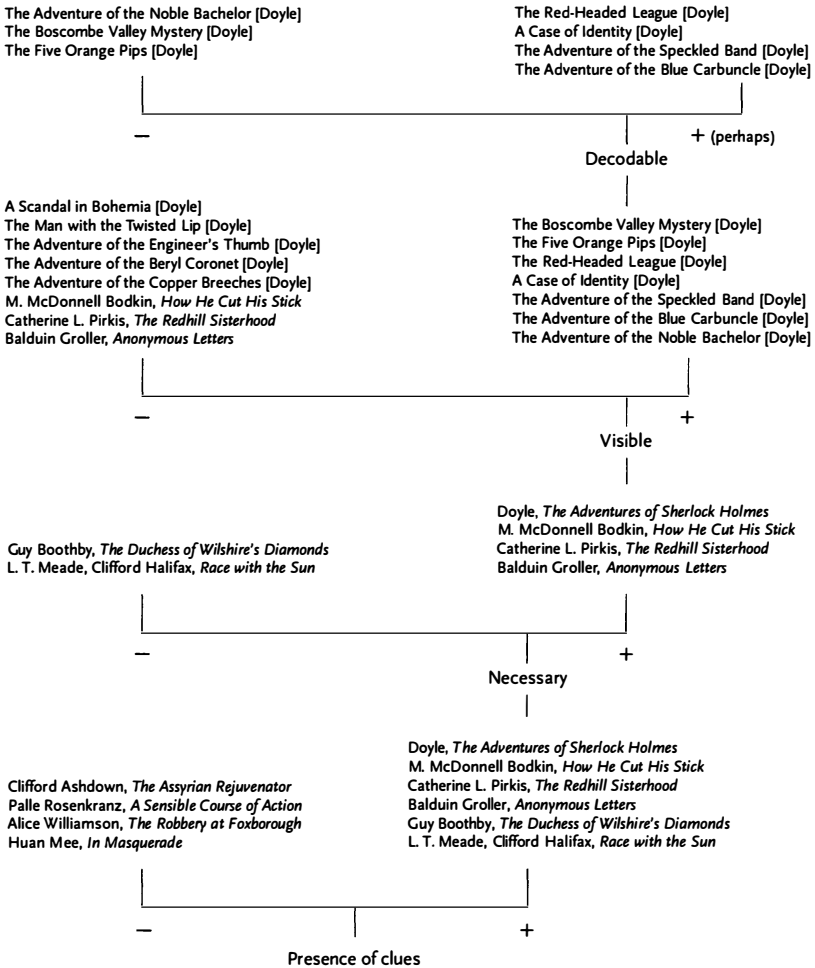 The Adventure of the Noble Bachelor [Doyle]
The Boscombe Valley Mystery [Doyle]
The Five Orange Pips [Doyle]
The Red-Headed League [Doyle]
A Case of Identity [Doyle]
The Adventure of the Speckled Band [Doyle]
The Adventure of the Blue Carbuncle [Doyle]
−
+ (perhaps)
Decodable
A Scandal in Bohemia [Doyle]
The Man with the Twisted Lip [Doyle]
The Adventure of the Engineer's Thumb [Doyle]
The Adventure of the Beryl Coronet [Doyle]
The Adventure of the Copper Breeches [Doyle]
M. McDonnell Bodkin, How He Cut His Stick
Catherine L. Pirkis, The Redhill Sisterhood
Balduin Groller, Anonymous Letters
The Boscombe Valley Mystery [Doyle]
The Five Orange Pips [Doyle]
The Red-Headed League [Doyle]
A Case of Identity [Doyle]
The Adventure of the Speckled Band [Doyle]
The Adventure of the Blue Carbuncle [Doyle]
The Adventure of the Noble Bachelor [Doyle]
−
+
Visible
Guy Boothby, The Duchess of Wilshire's Diamonds
L. T. Meade, Clifford Halifax, Race with the Sun
Doyle, The Adventures of Sherlock Holmes
M. McDonnell Bodkin, How He Cut His Stick
Catherine L. Pirkis, The Redhill Sisterhood
Balduin Groller, Anonymous Letters
−
+
Necessary
Clifford Ashdown, The Assyrian Rejuvenator
Palle Rosenkranz, A Sensible Course of Action
Alice Williamson, The Robbery at Foxborough
Huan Mee, In Masquerade
Doyle, The Adventures of Sherlock Holmes
M. McDonnell Bodkin, How He Cut His Stick
Catherine L. Pirkis, The Redhill Sisterhood
Balduin Groller, Anonymous Letters
Guy Boothby, The Duchess of Wilshire's Diamonds
L. T. Meade, Clifford Halifax, Race with the Sun
−
+
Presence of clues